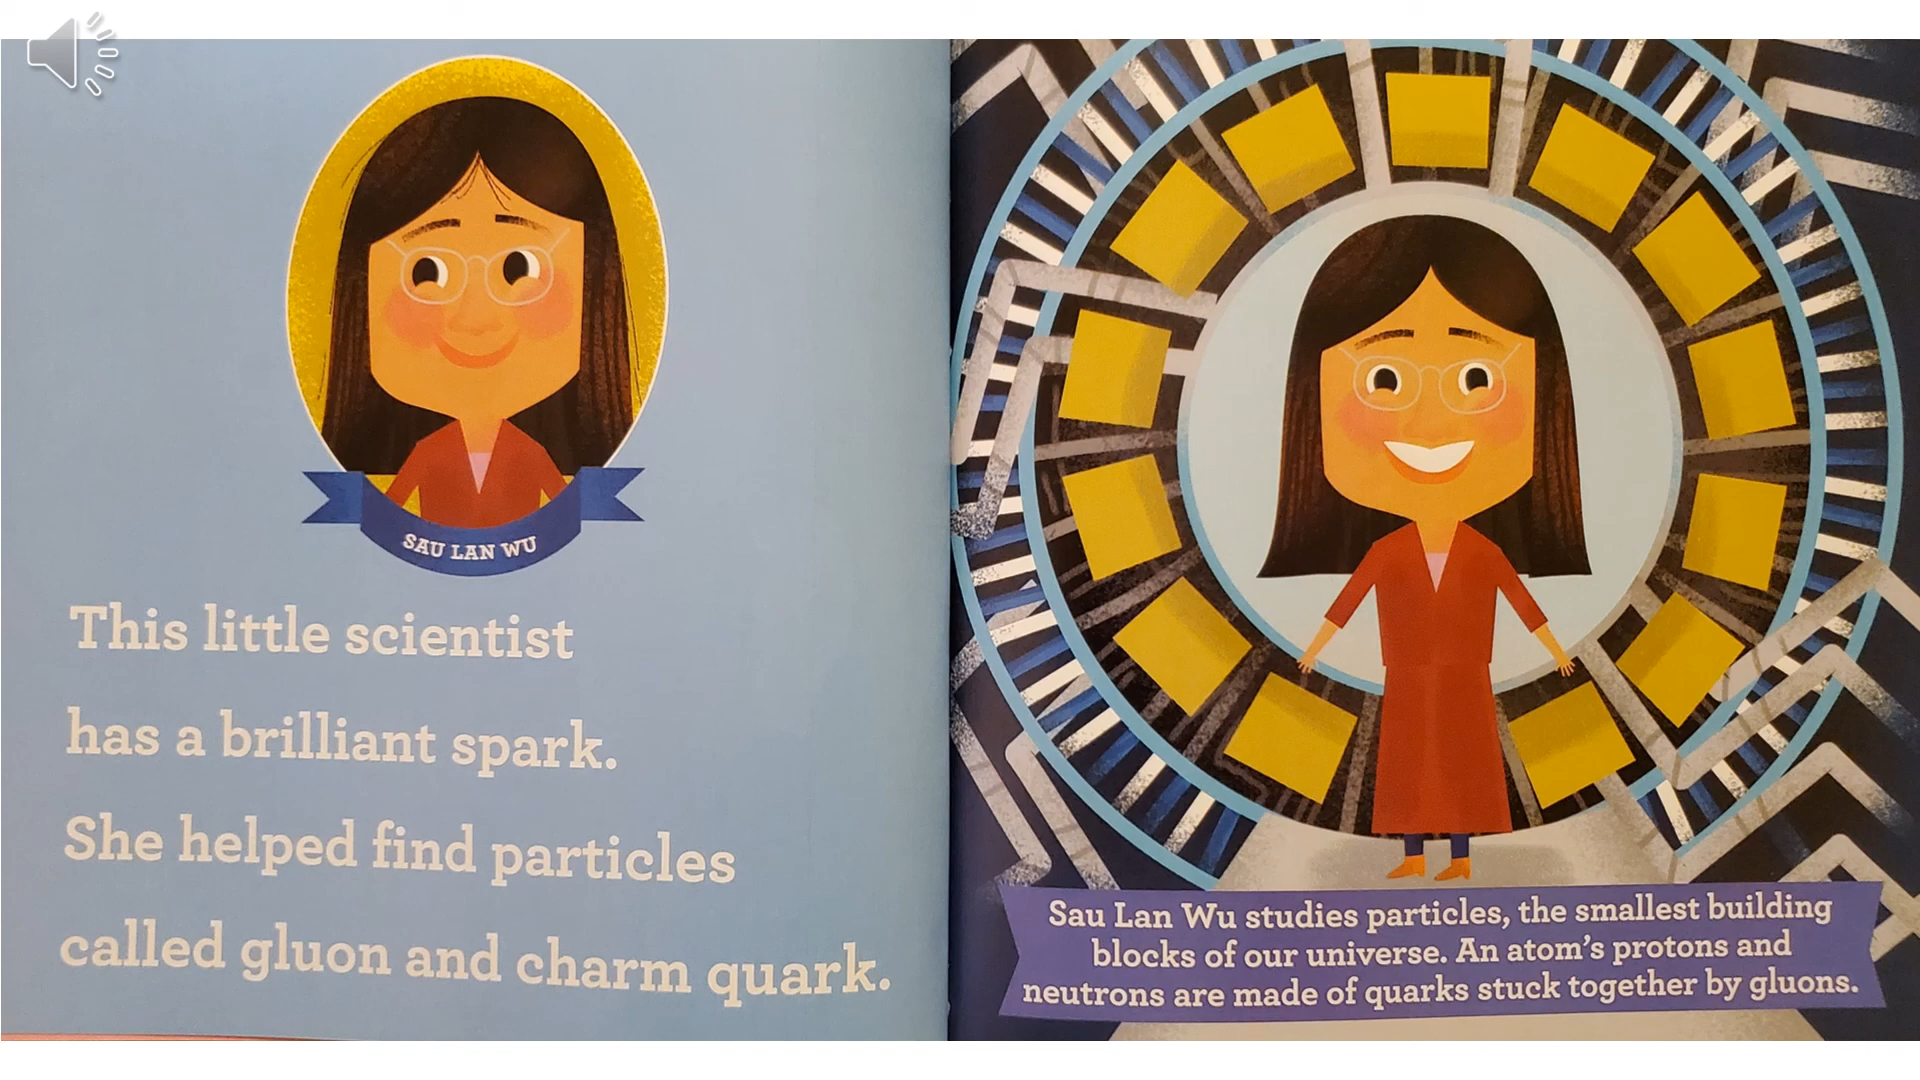 SAU LAN WU
This little scientist
has a brilliant spark.
She helped find particles
called gluon and charm quark.
Sau Lan Wu studies particles, the smallest building
blocks of our universe. An atom's protons and
neutrons are made of quarks stuck together by gluons.